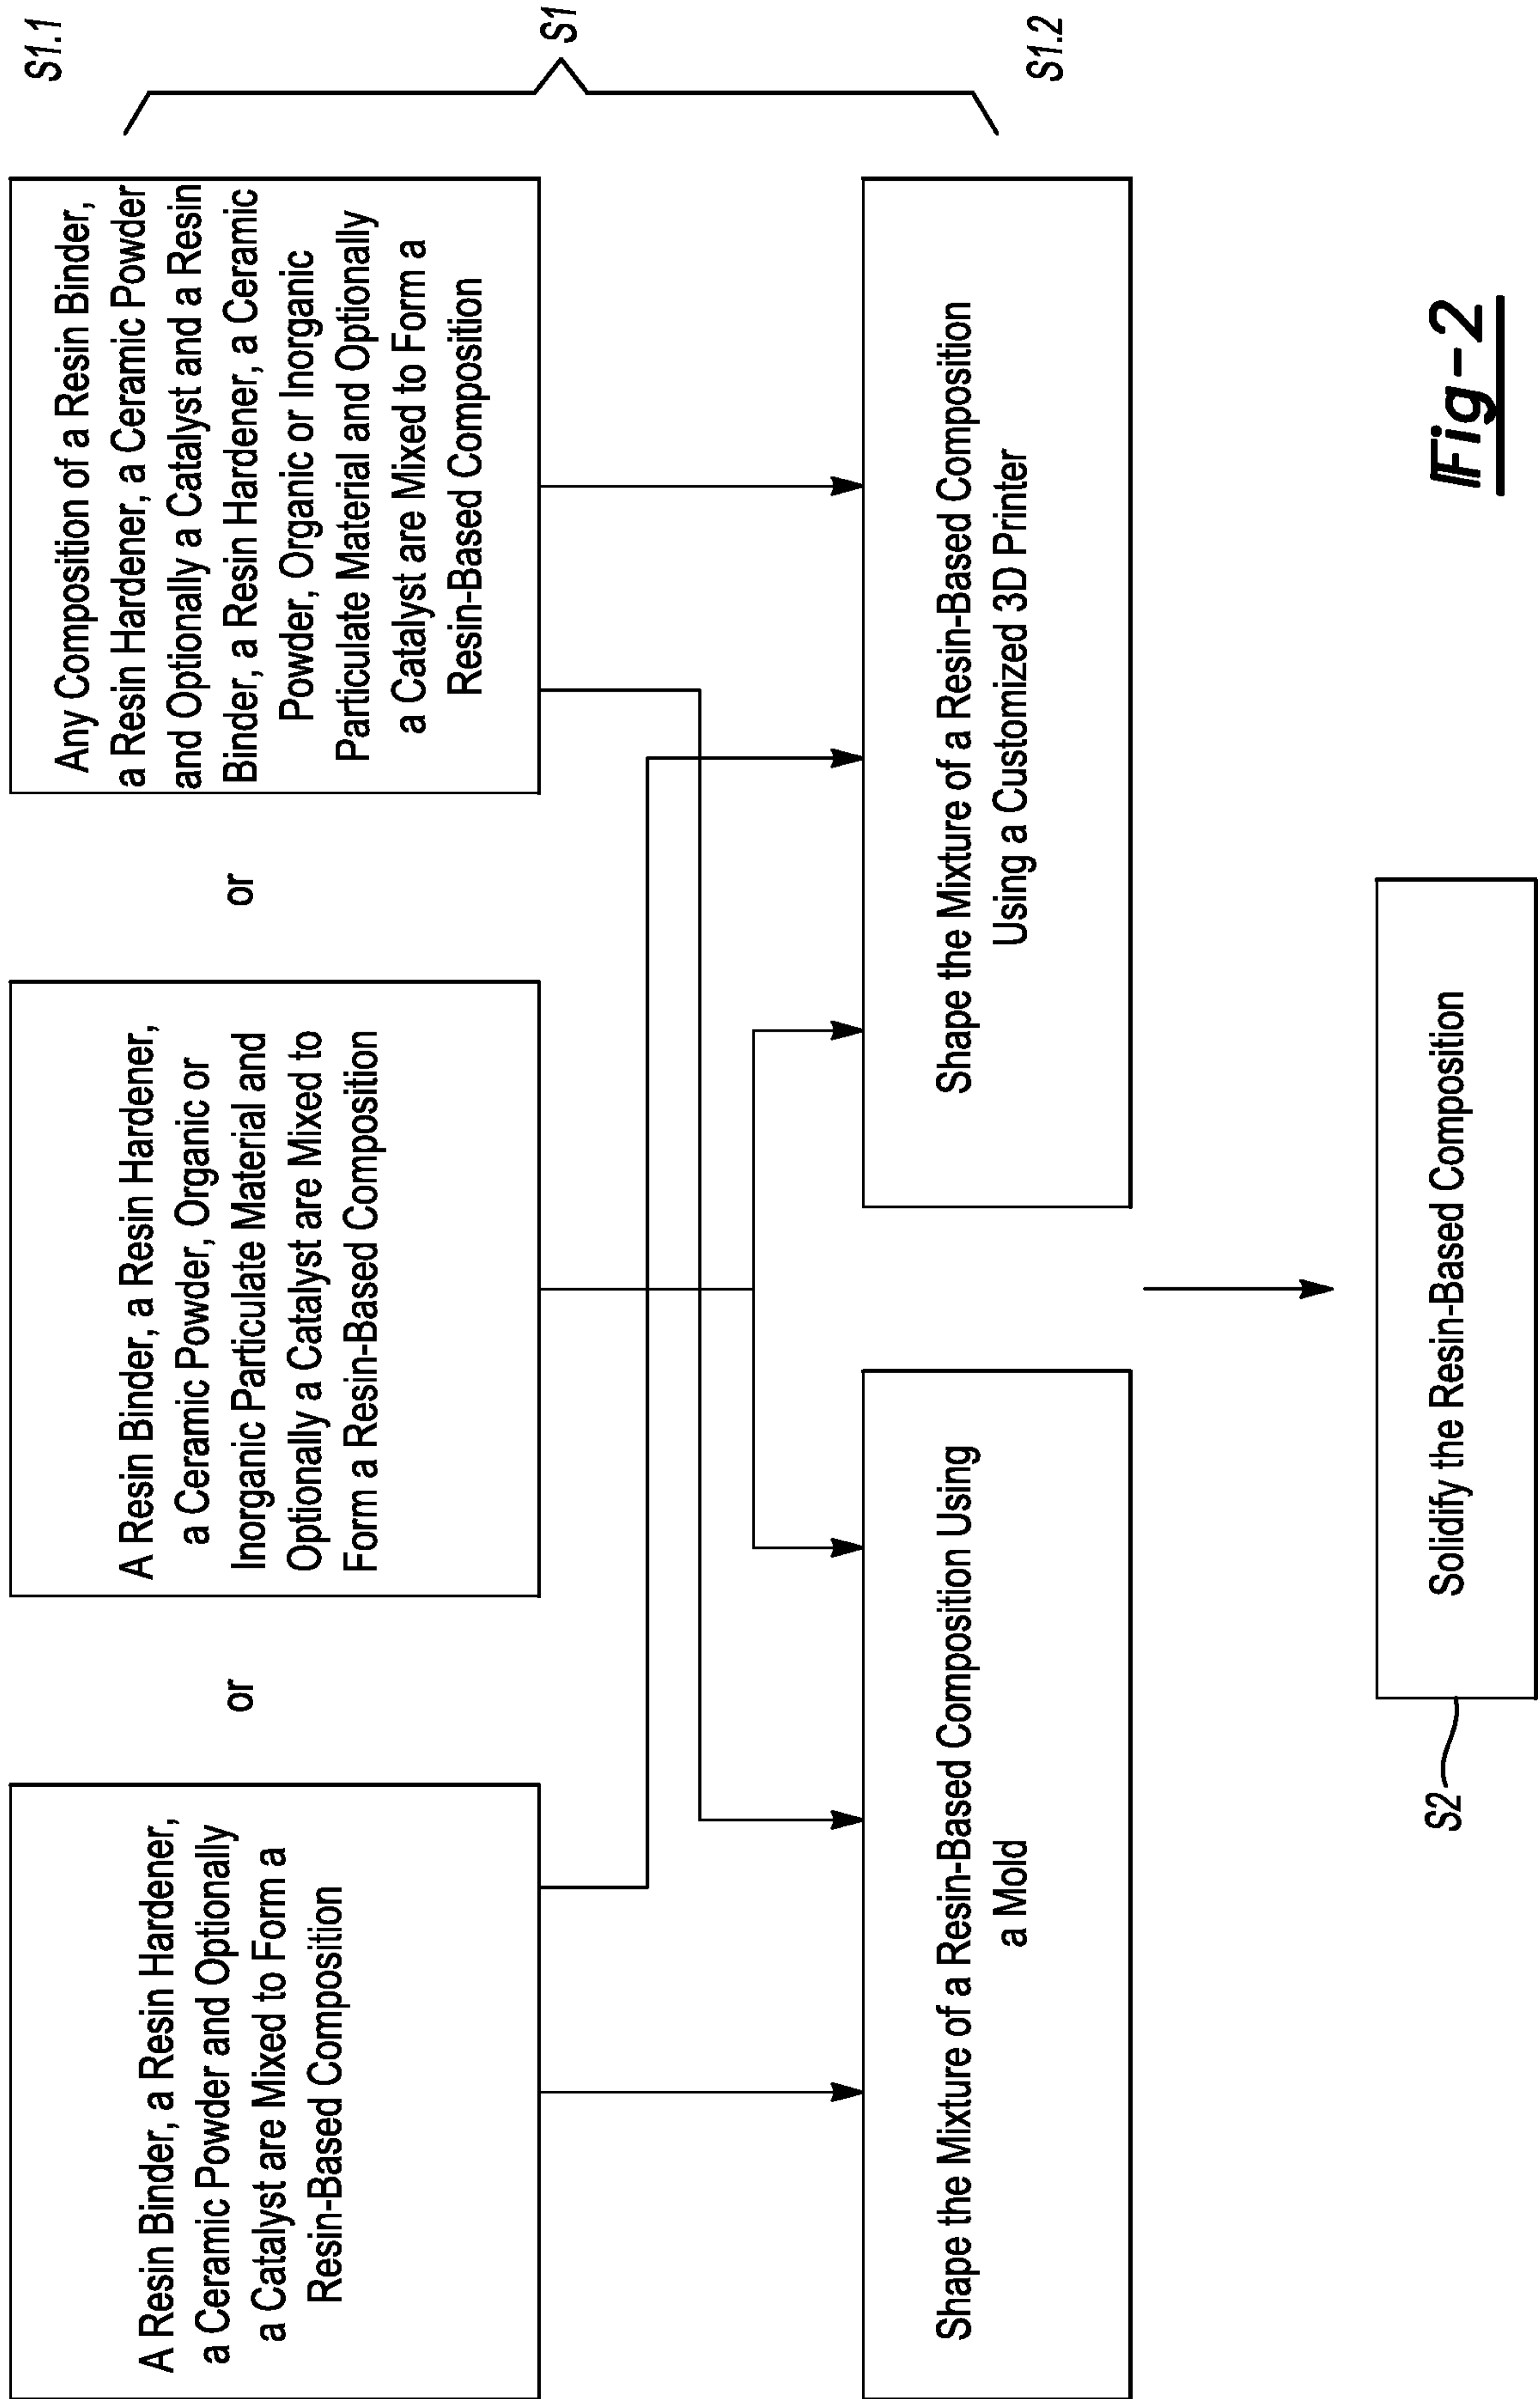 A Resin Binder, a Resin Hardener,
a Ceramic Powder and Optionally
a Catalyst are Mixed to Form a
Resin-Based Composition
or
A Resin Binder, a Resin Hardener,
a Ceramic Powder, Organic or
Inorganic Particulate Material and
Optionally a Catalyst are Mixed to
Form a Resin-Based Composition
or
Any Composition of a Resin Binder,
a Resin Hardener, a Ceramic Powder
and Optionally a Catalyst and a Resin
Binder, a Resin Hardener, a Ceramic
Powder, Organic or Inorganic
Particulate Material and Optionally
a Catalyst are Mixed to Form a
Resin-Based Composition
S1.1
S1
Shape the Mixture of a Resin-Based Composition Using
a Mold
Shape the Mixture of a Resin-Based Composition
Using a Customized 3D Printer
S1.2
S2
Solidify the Resin-Based Composition
Fig-2